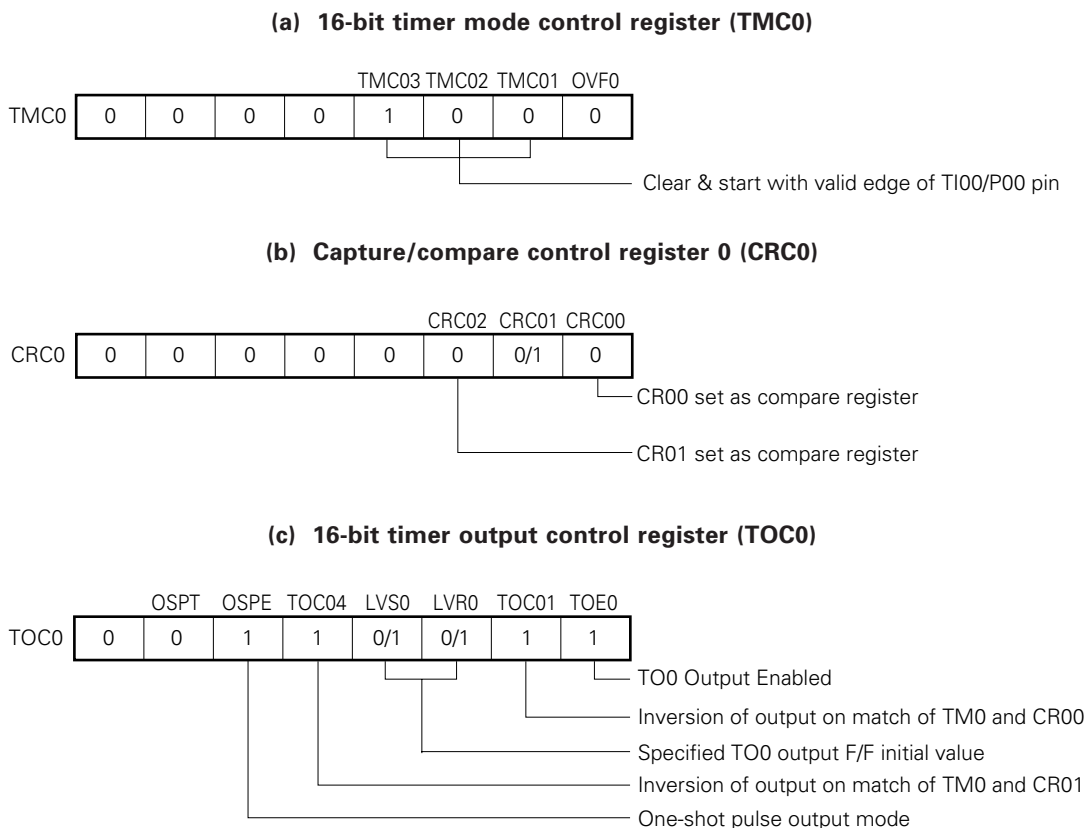 (a) 16-bit timer mode control register (TMC0)
TMC03 TMC02 TMC01 OVF0
TMC0 0 0 0 0 1 0 0 0
Clear & start with valid edge of TI00/P00 pin
(b) Capture/compare control register 0 (CRC0)
CRC02 CRC01 CRC00
CRC0 0 0 0 0 0 0 0/1 0
CR00 set as compare register
CR01 set as compare register
(c) 16-bit timer output control register (TOC0)
OSPT OSPE TOC04 LVS0 LVR0 TOC01 TOE0
TOC0 0 0 1 1 0/1 0/1 1 1
TO0 Output Enabled
Inversion of output on match of TM0 and CR00
Specified TO0 output F/F initial value
Inversion of output on match of TM0 and CR01
One-shot pulse output mode